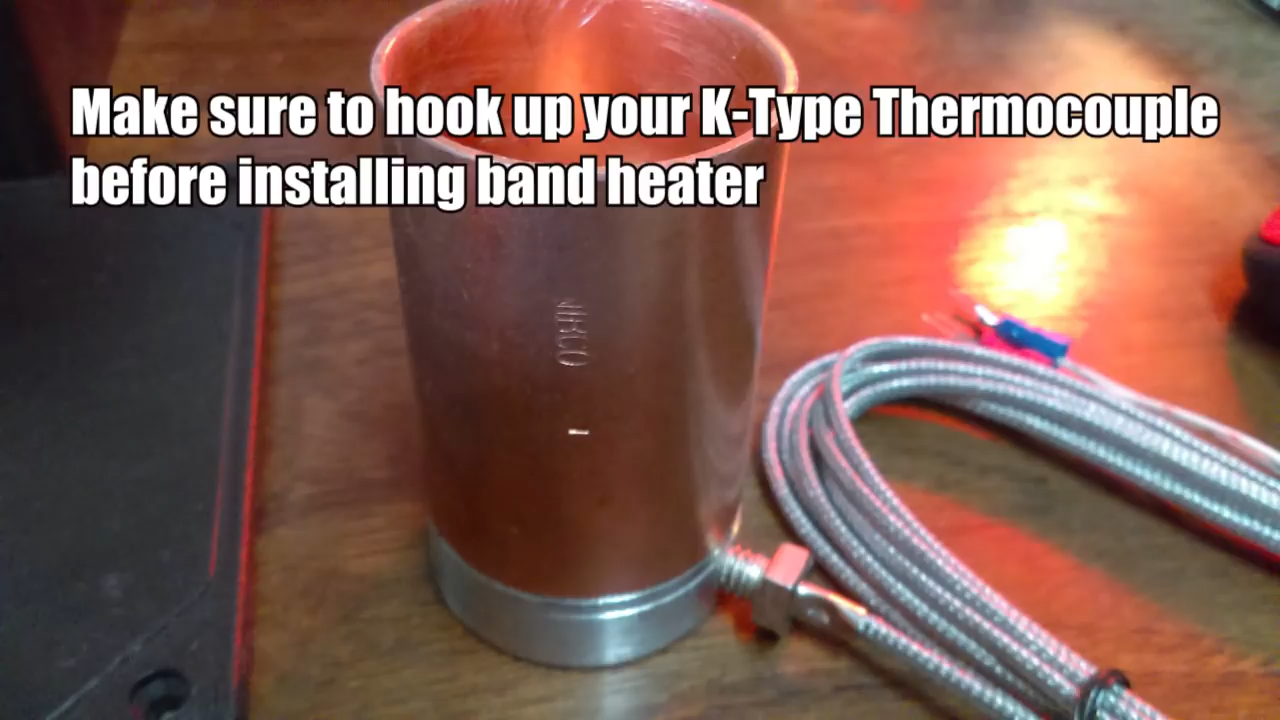 Make sure to hook up your K-Type Thermocouple
before installing band heater